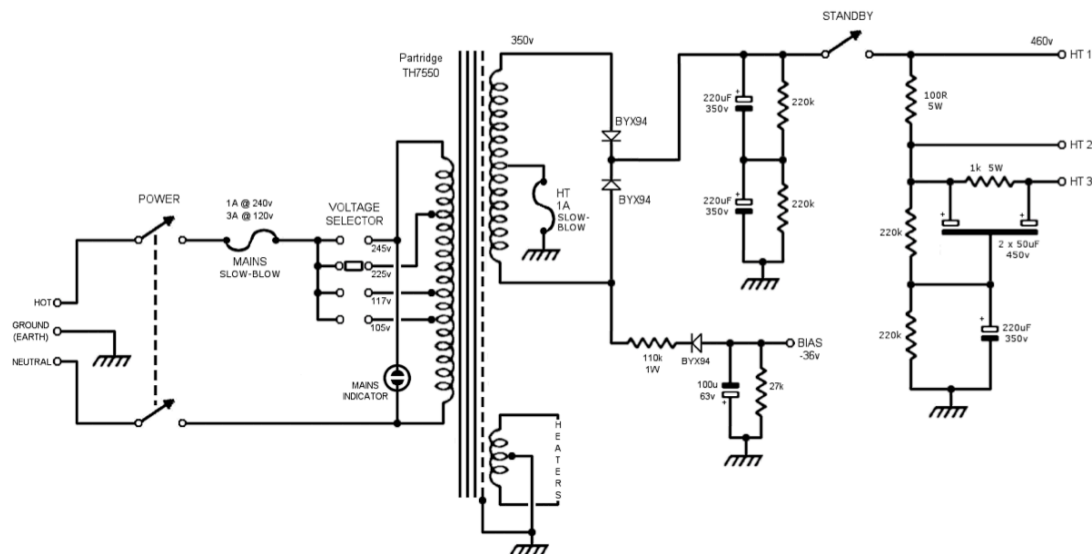 STANDBY
Partridge
TH7550
350v
460v
HT 1
100R
5W
220uF
350v
220k
BYX94
HT 2
1k 5W
HT 3
HT
1A
SLOW-
BLOW
BYX94
220uF
350v
220k
POWER
1A @ 240v
3A @ 120v
VOLTAGE
SELECTOR
MAINS
SLOW-BLOW
245v
225v
117v
105v
220k
2 x 50uF
450v
HOT
GROUND
(EARTH)
NEUTRAL
110k
1W
BYX94
BIAS
-36v
220k
220uF
350v
MAINS
INDICATOR
100u
63v
27k
HEATERS